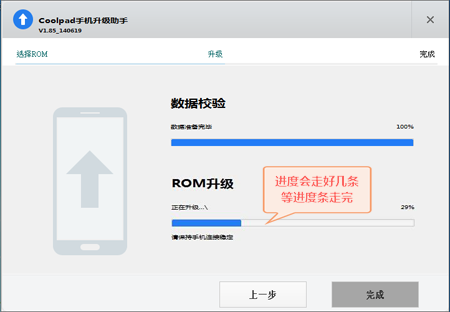 Coolpad手机升级助手
V1.85_140619
选择ROM
升级
完成
数据校验
数据准备完毕
100%
ROM升级
进度会走好几条
等进度条走完
正在升级...\
29%
请保持手机连接稳定
上一步
完成